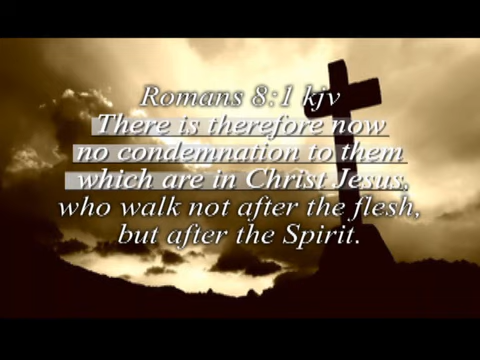 Romans 8:1 kjv
There is therefore now
no condemnation to them
which are in Christ Jesus,
who walk not after the flesh,
but after the Spirit.